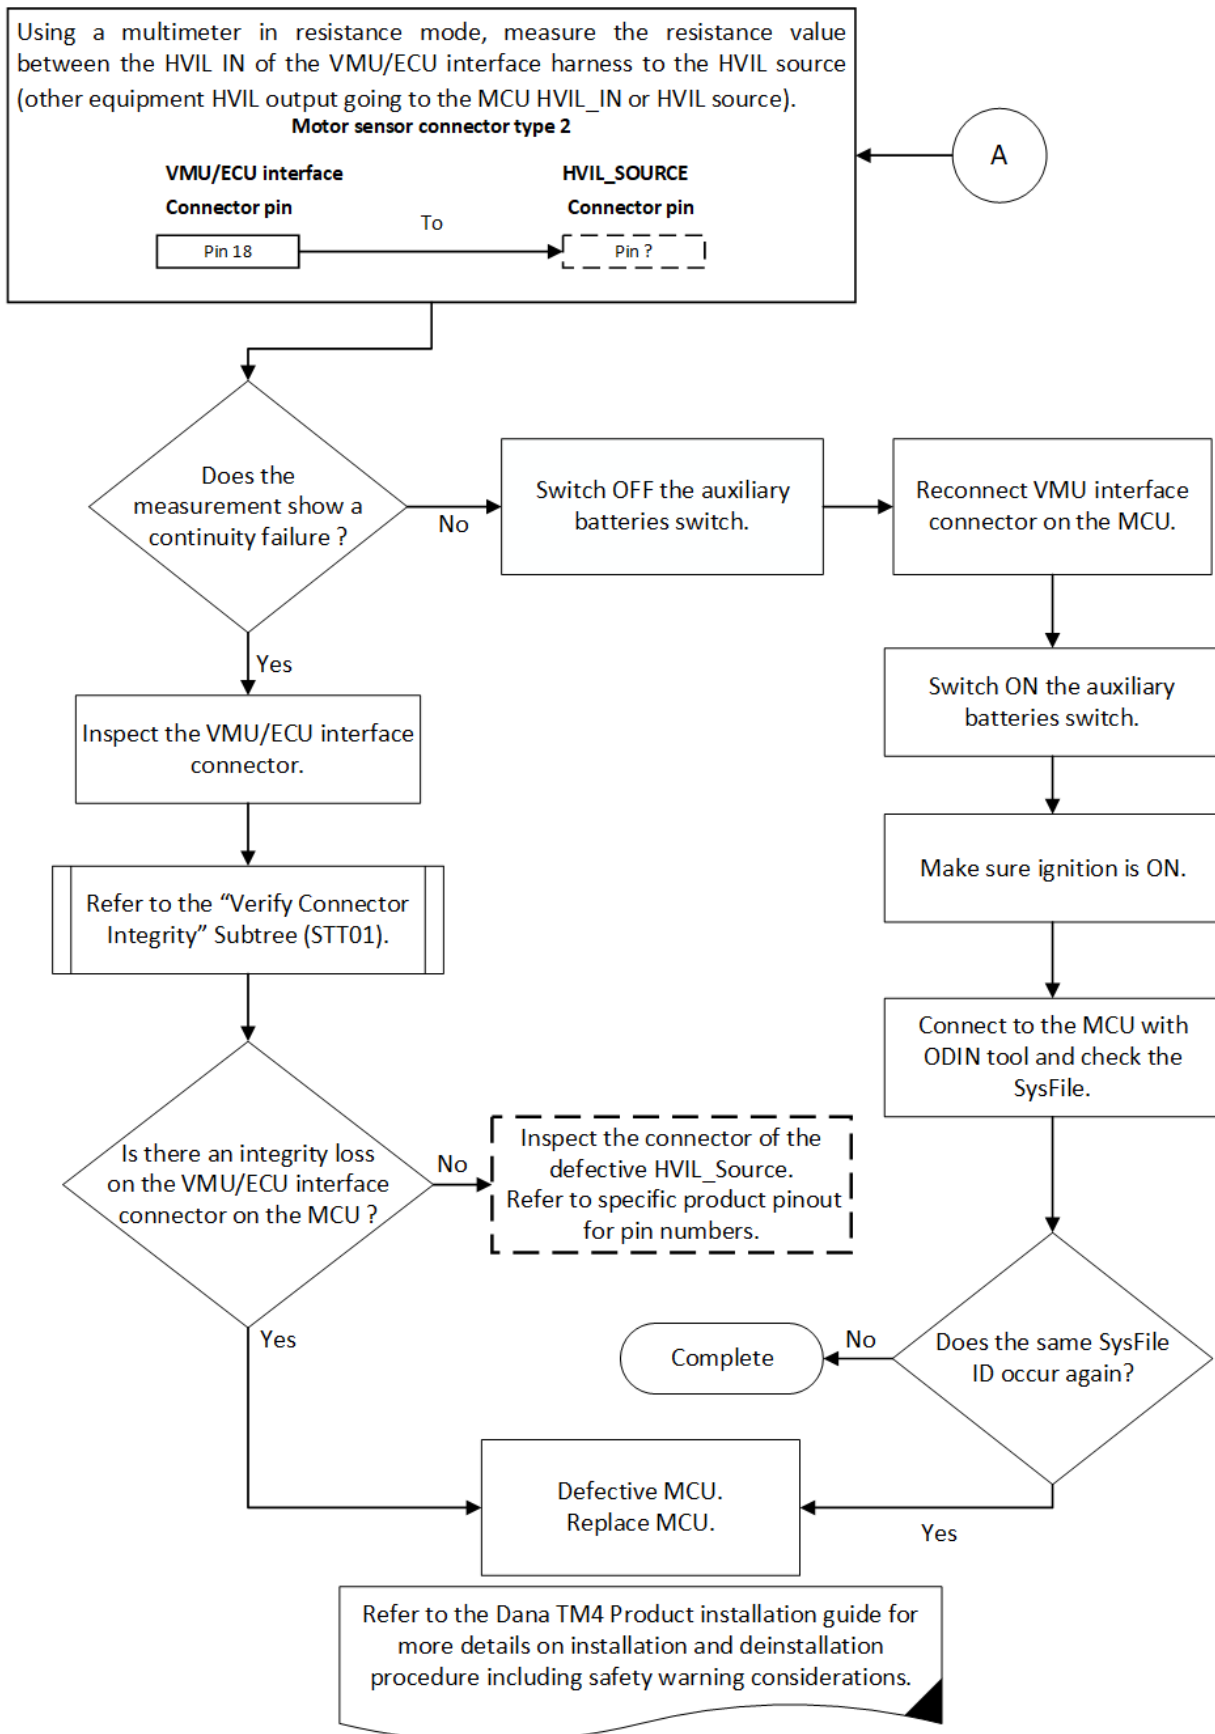 Using a multimeter in resistance mode, measure the resistance value
between the HVIL IN of the VMU/ECU interface harness to the HVIL source
(other equipment HVIL output going to the MCU HVIL_IN or HVIL source).
Motor sensor connector type 2
VMU/ECU interface
Connector pin
HVIL_SOURCE
Connector pin
Pin 18
To
Pin ?
A
Does the
measurement show a
continuity failure ?
No
Switch OFF the auxiliary
batteries switch.
Reconnect VMU interface
connector on the MCU.
Yes
Inspect the VMU/ECU interface
connector.
Switch ON the auxiliary
batteries switch.
Refer to the “Verify Connector
Integrity” Subtree (STT01).
Make sure ignition is ON.
Connect to the MCU with
ODIN tool and check the
SysFile.
Is there an integrity loss
on the VMU/ECU interface
connector on the MCU ?
No
Inspect the connector of the
defective HVIL_Source.
Refer to specific product pinout
for pin numbers.
Yes
Does the same SysFile
ID occur again?
No
Complete
Yes
Defective MCU.
Replace MCU.
Refer to the Dana TM4 Product installation guide for
more details on installation and deinstallation
procedure including safety warning considerations.